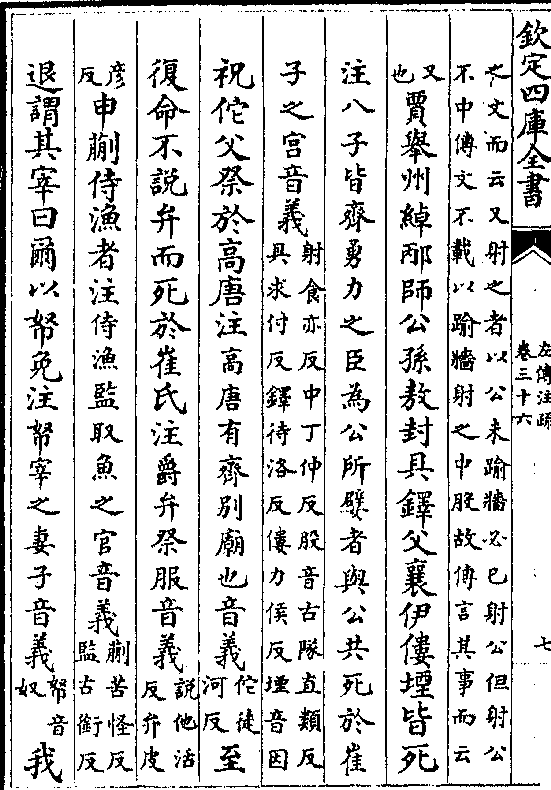 欽定四庫全書
左傳注疏
卷三十六
七
文而云又射之者以公未踰牆必已射公但射公
不中傳文不載以踰牆射之中股故傳言其事而云
又
也
賈舉州綽邴師公孫敖封具鐸父襄伊僂堙皆死
注八子皆齊勇力之臣為公所嬖者與公共死於崔
子之宮音義
射食亦反中丁仲反股音古隊直類反
具求付反鐸待洛反僂力侯反堙音因
祝佗父祭於高唐注高唐有齊別廟也音義
佗徒
河反
至
復命不說弁而死於崔氏注爵弁祭服音義
說他活
反弁皮
彥
反
申蒯侍漁者注侍漁監取魚之官音義
蒯苦怪反
監古銜反
退謂其宰曰爾以帑免注帑宰之妻子音義
帑音
奴
我